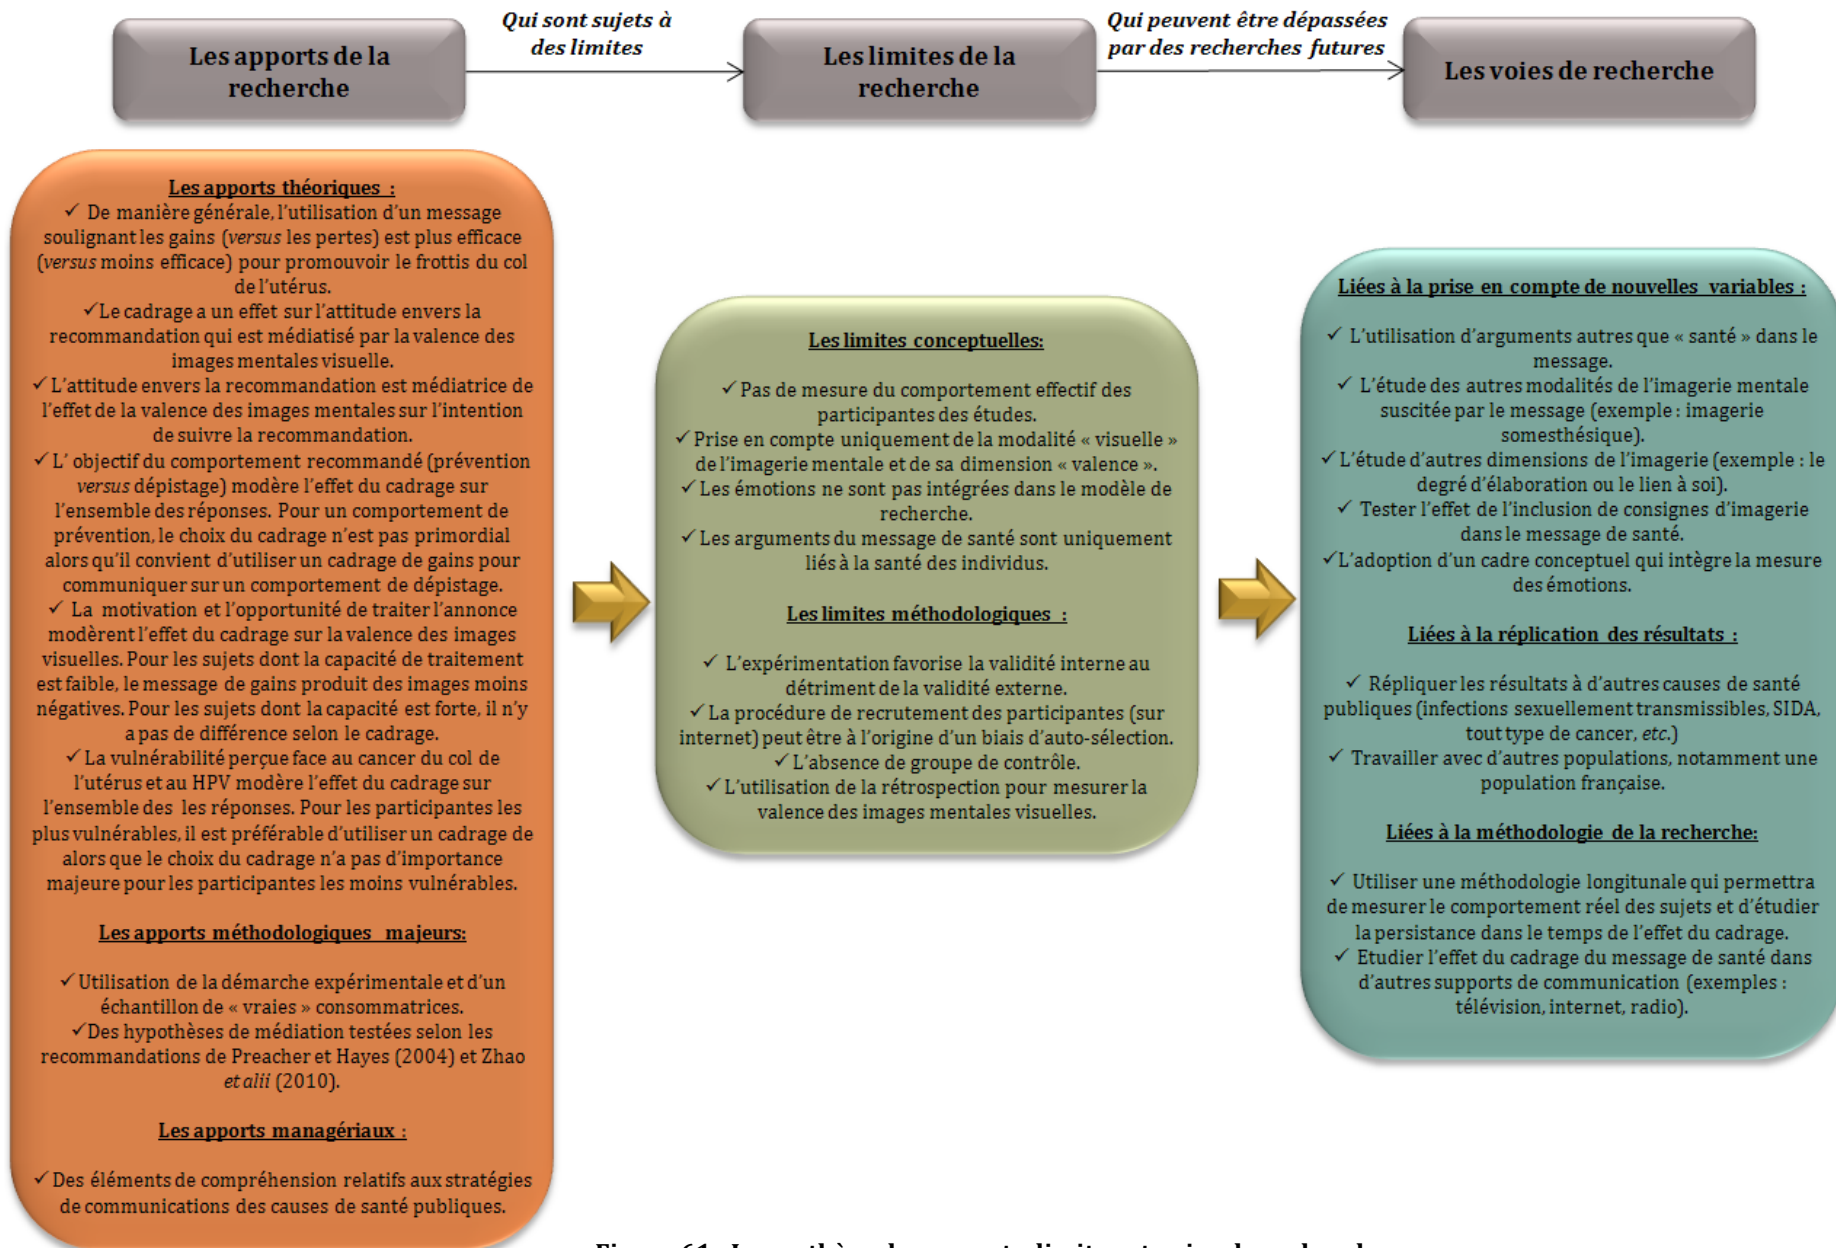 Les apports de la
recherche
Qui sont sujets à
des limites
Les limites de la
recherche
Qui peuvent être dépassées
par des recherches futures
Les voies de recherche
Les apports théoriques :
✓ De manière générale, l'utilisation d'un message
soulignant les gains (versus les pertes) est plus efficace
(versus moins efficace) pour promouvoir le frottis du col
de l'utérus.
✓Le cadrage a un effet sur l'attitude envers la
recommandation qui est médiatisé par la valence des
images mentales visuelle.
✓L'attitude envers la recommandation est médiatrice de
l'effet de la valence des images mentales sur l'intention
de suivre la recommandation.
✓L' objectif du comportement recommandé (prévention
versus dépistage) modère l'effet du cadrage sur
l'ensemble des réponses. Pour un comportement de
prévention, le choix du cadrage n'est pas primordial
alors qu'il convient d'utiliser un cadrage de gains pour
communiquer sur un comportement de dépistage.
✓ La motivation et l'opportunité de traiter l'annonce
modèrent l'effet du cadrage sur la valence des images
visuelles. Pour les sujets dont la capacité de traitement
est faible, le message de gains produit des images moins
négatives. Pour les sujets dont la capacité est forte, il n'y
a pas de différence selon le cadrage.
✓ La vulnérabilité perçue face au cancer du col de
l'utérus et au HPV modère l'effet du cadrage sur
l'ensemble des les réponses. Pour les participantes les
plus vulnérables, il est préférable d'utiliser un cadrage de
alors que le choix du cadrage n'a pas d'importance
majeure pour les participantes les moins vulnérables.
Les apports méthodologiques majeurs:
✓Utilisation de la démarche expérimentale et d'un
échantillon de « vraies » consommatrices.
✓Des hypothèses de médiation testées selon les
recommandations de Preacher et Hayes (2004) et Zhao
et alii (2010).
Les apports managériaux :
✓Des éléments de compréhension relatifs aux stratégies
de communications des causes de santé publiques.
Les limites conceptuelles:
✓Pas de mesure du comportement effectif des
participantes des études.
✓Prise en compte uniquement de la modalité « visuelle »
de l'imagerie mentale et de sa dimension « valence ».
✓Les émotions ne sont pas intégrées dans le modèle de
recherche.
✓Les arguments du message de santé sont uniquement
liés à la santé des individus.
Les limites méthodologiques :
✓ L'expérimentation favorise la validité interne au
détriment de la validité externe.
✓La procédure de recrutement des participantes (sur
internet) peut être à l'origine d'un biais d'auto-sélection.
✓L'absence de groupe de contrôle.
✓L'utilisation de la rétrospection pour mesurer la
valence des images mentales visuelles.
Liées à la prise en compte de nouvelles variables :
✓ L'utilisation d'arguments autres que « santé » dans le
message.
✓ L'étude des autres modalités de l'imagerie mentale
suscitée par le message (exemple : imagerie
somesthésique).
✓L'étude d'autres dimensions de l'imagerie (exemple : le
degré d'élaboration ou le lien à soi).
✓ Tester l'effet de l'inclusion de consignes d'imagerie
dans le message de santé.
✓L'adoption d'un cadre conceptuel qui intègre la mesure
des émotions.
Liées à la réplication des résultats :
✓ Répliquer les résultats à d'autres causes de santé
publiques (infections sexuellement transmissibles, SIDA,
tout type de cancer, etc.)
✓ Travailler avec d'autres populations, notamment une
population française.
Liées à la méthodologie de la recherche:
✓ Utiliser une méthodologie longitunale qui permettra
de mesurer le comportement réel des sujets et d'étudier
la persistance dans le temps de l'effet du cadrage.
✓ Etudier l'effet du cadrage du message de santé dans
d'autres supports de communication (exemples :
télévision, internet, radio).